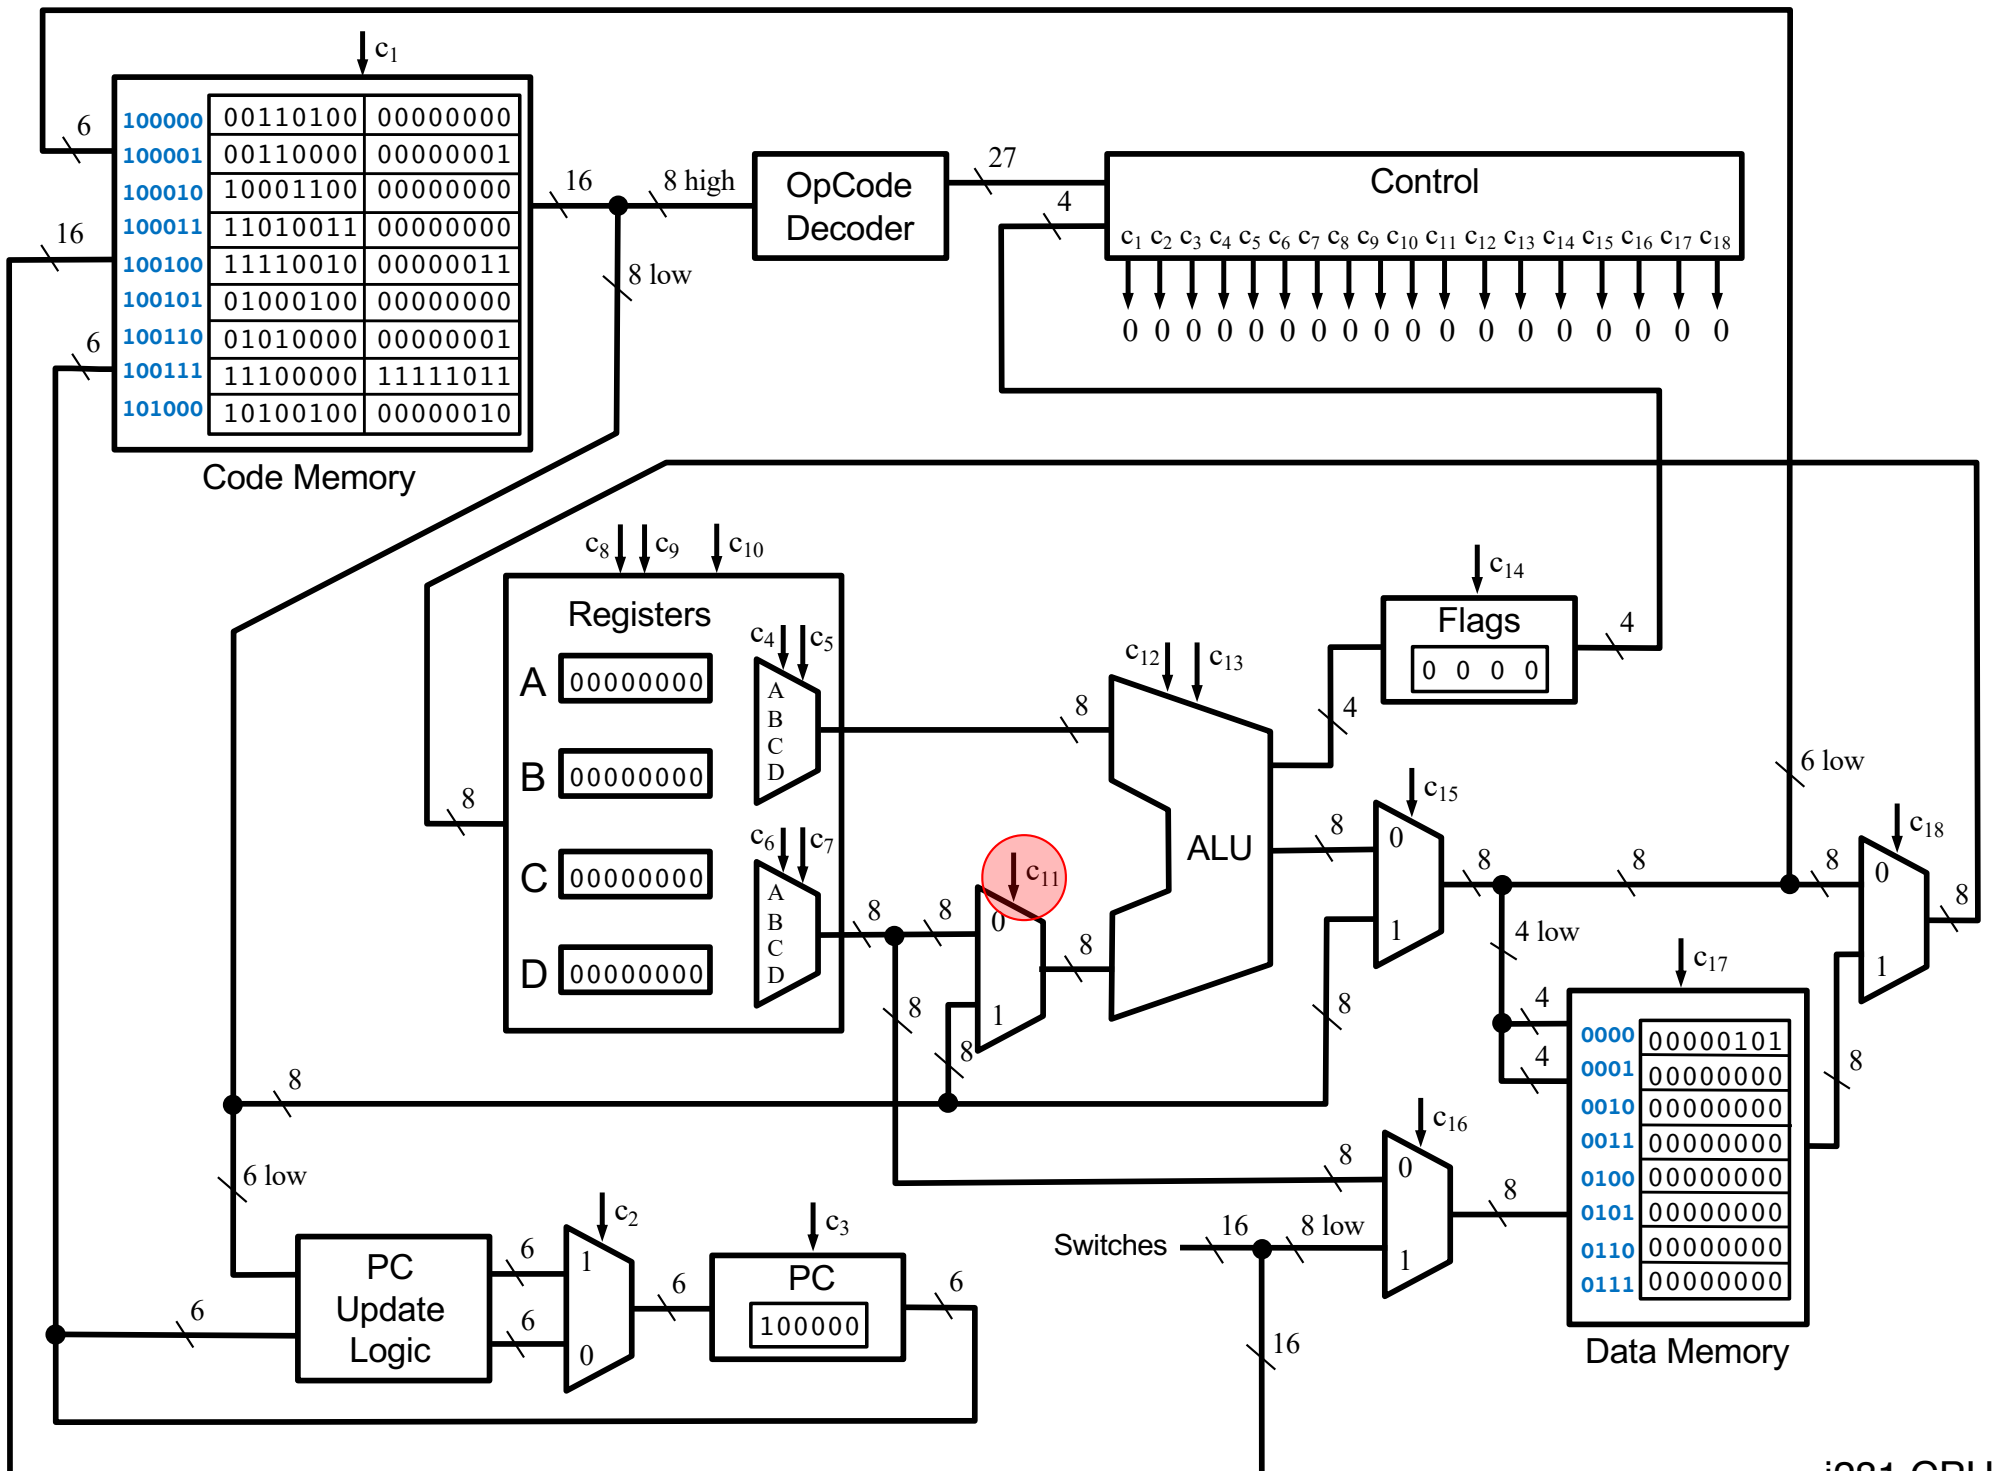 c1
100000 00110100 00000000
100001 00110000 00000001
100010 10001100 00000000
100011 11010011 00000000
100100 11110010 00000011
100101 01000100 00000000
100110 01010000 00000001
100111 11100000 11111011
101000 10100100 00000010
Code Memory
6
16
6
16
8 high
8 low
OpCode
Decoder
27
4
Control
c1 c2 c3 c4 c5 c6 c7 c8 c9 c10 c11 c12 c13 c14 c15 c16 c17 c18
0 0 0 0 0 0 0 0 0 0 0 0 0 0 0 0 0 0
c8 c9 c10
Registers
A 00000000
B 00000000
C 00000000
D 00000000
c4 c5
A
B
C
D
c6 c7
A
B
C
D
8
8
8
8
8
c11
0
1
8
8
8
c12 c13
ALU
c14
Flags
0 0 0 0
4
4
8
c15
0
1
8
8
8
6 low
8
c18
0
1
8
4 low
4
4
c17
0000 00000101
0001 00000000
0010 00000000
0011 00000000
0100 00000000
0101 00000000
0110 00000000
0111 00000000
Data Memory
8
8
c16
0
1
8
8
Switches
16
8 low
16
6 low
6
PC
Update
Logic
6
6
c2
1
0
6
c3
PC
100000
6